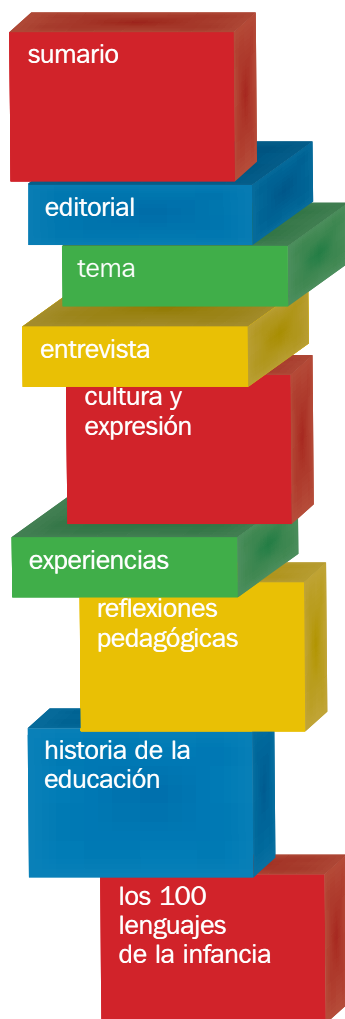 sumario
editorial
tema
entrevista
cultura y
expresión
experiencias
reflexiones
pedagógicas
historia de la
educación
los 100
lenguajes
de la infancia